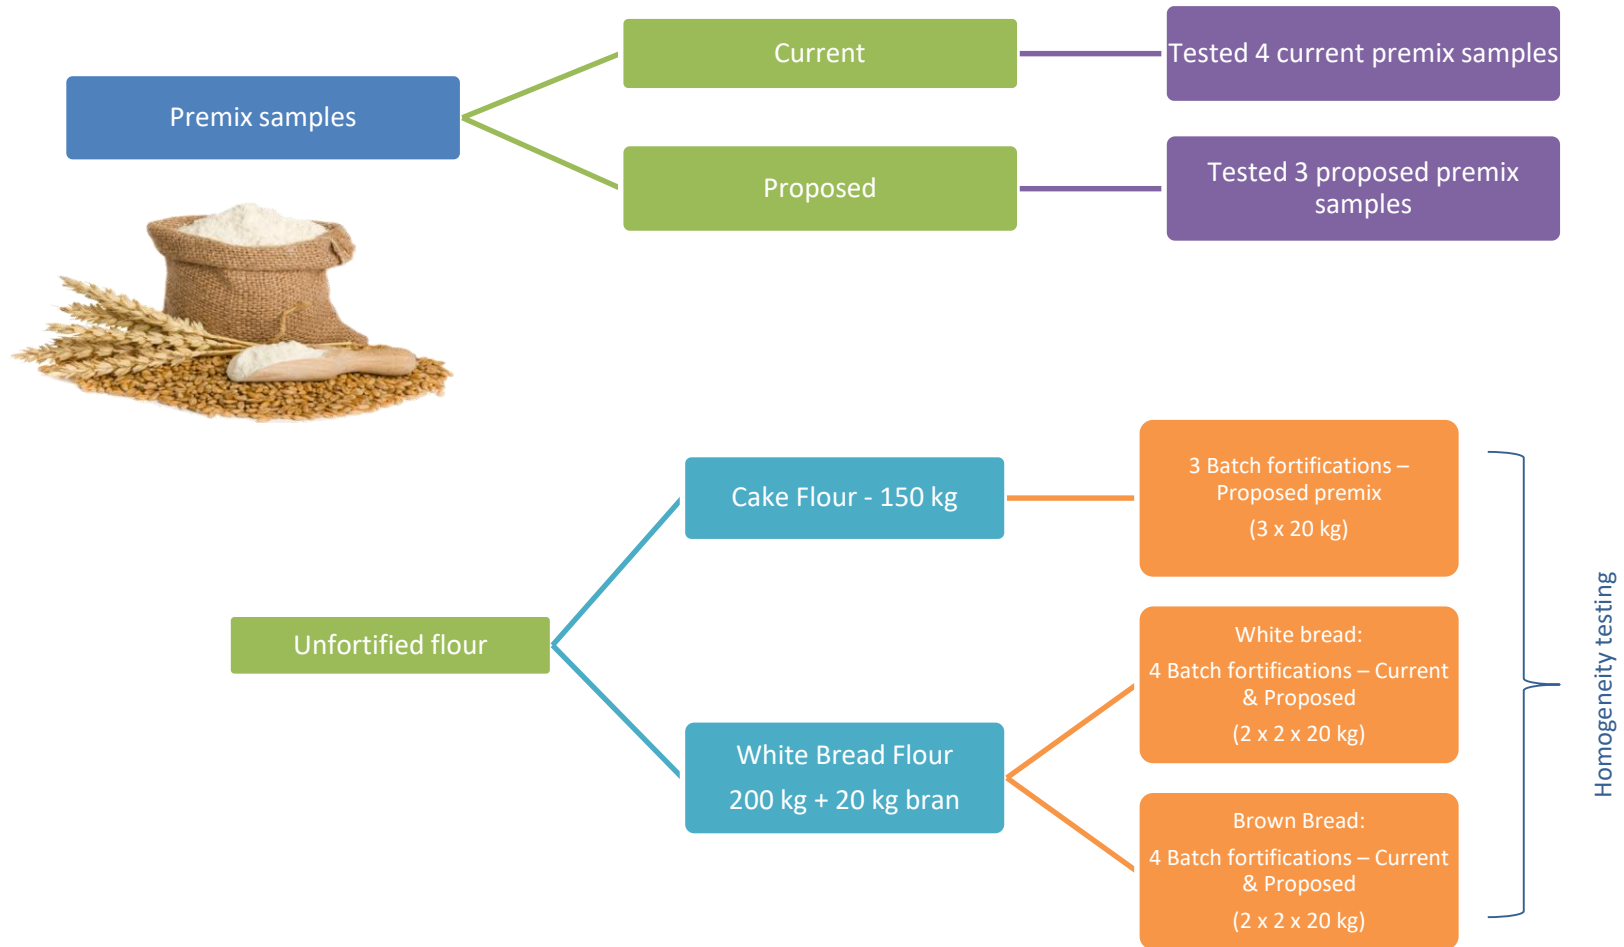 Premix samples
Current
Tested 4 current premix samples
Proposed
Tested 3 proposed premix
samples
Unfortified flour
Cake Flour - 150 kg
3 Batch fortifications –
Proposed premix
(3 x 20 kg)
White Bread Flour
200 kg + 20 kg bran
White bread:
4 Batch fortifications – Current
& Proposed
(2 x 2 x 20 kg)
Brown Bread:
4 Batch fortifications – Current
& Proposed
(2 x 2 x 20 kg)
Homogeneity testing